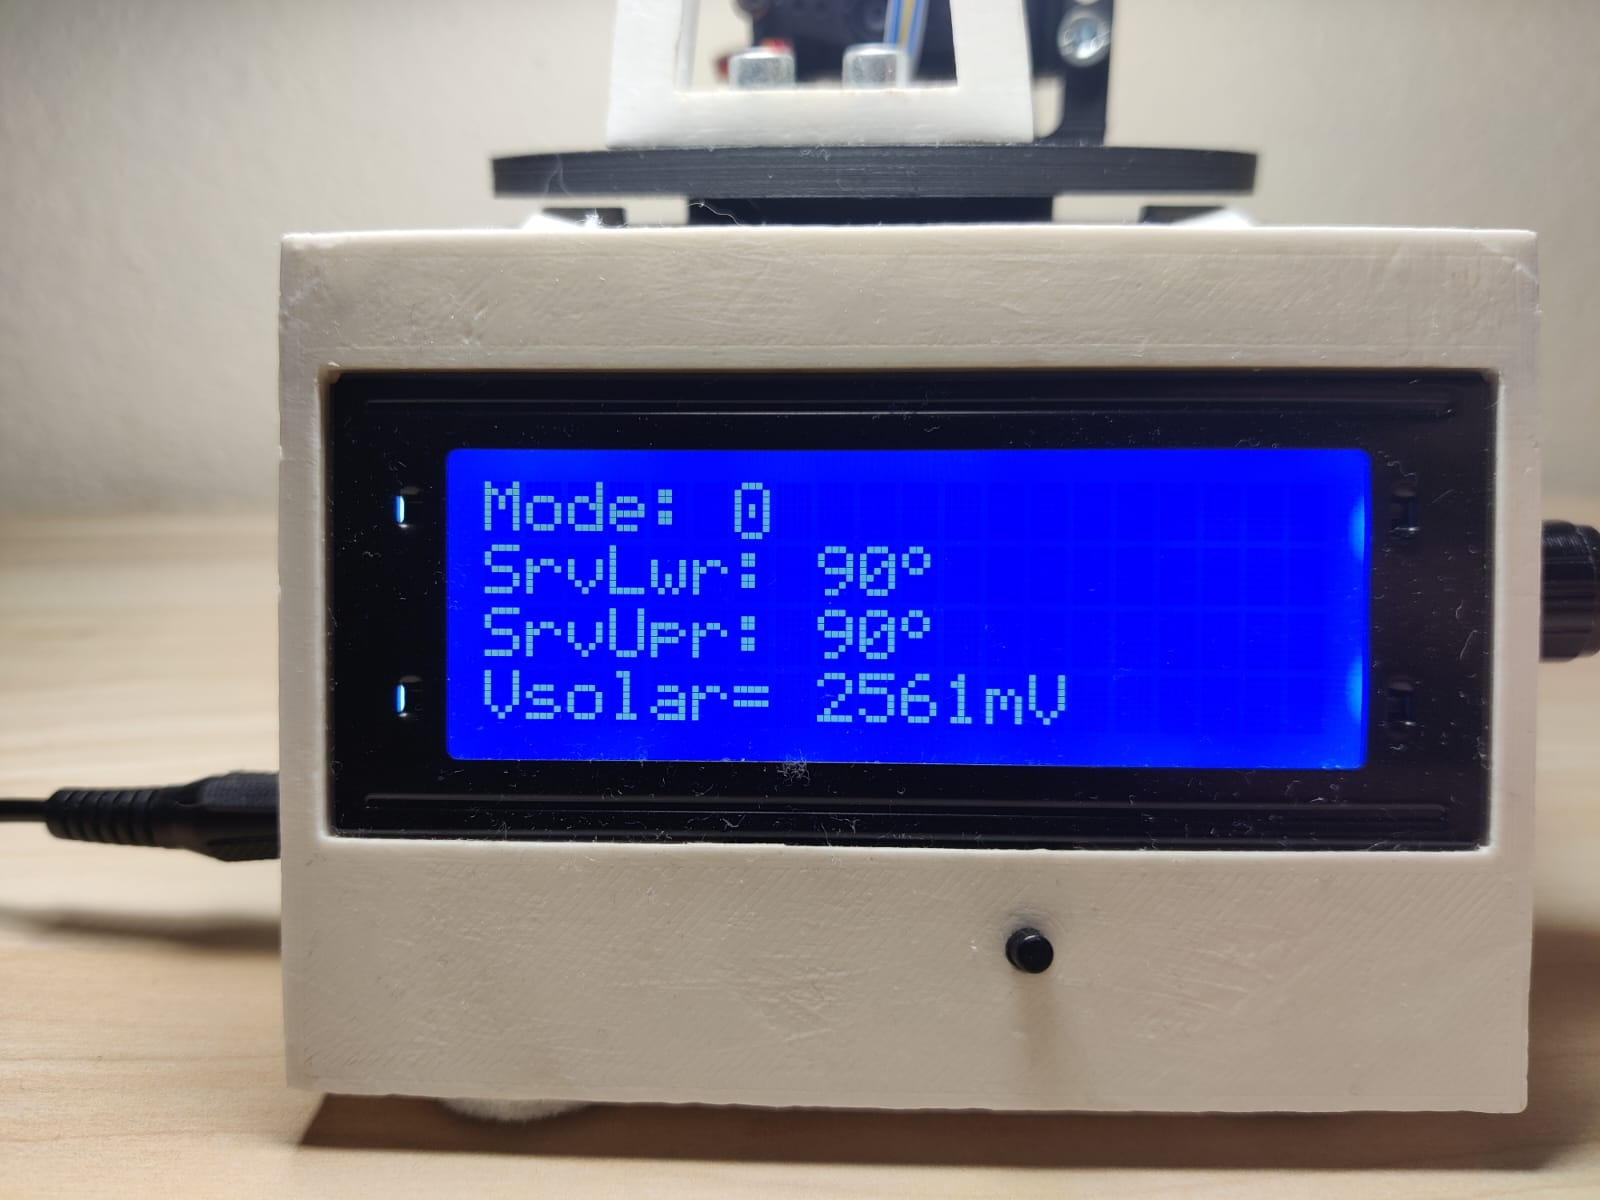 Mode: 0
SrvLwr: 90°
SrvUpr: 90°
Vsolar= 2561mV